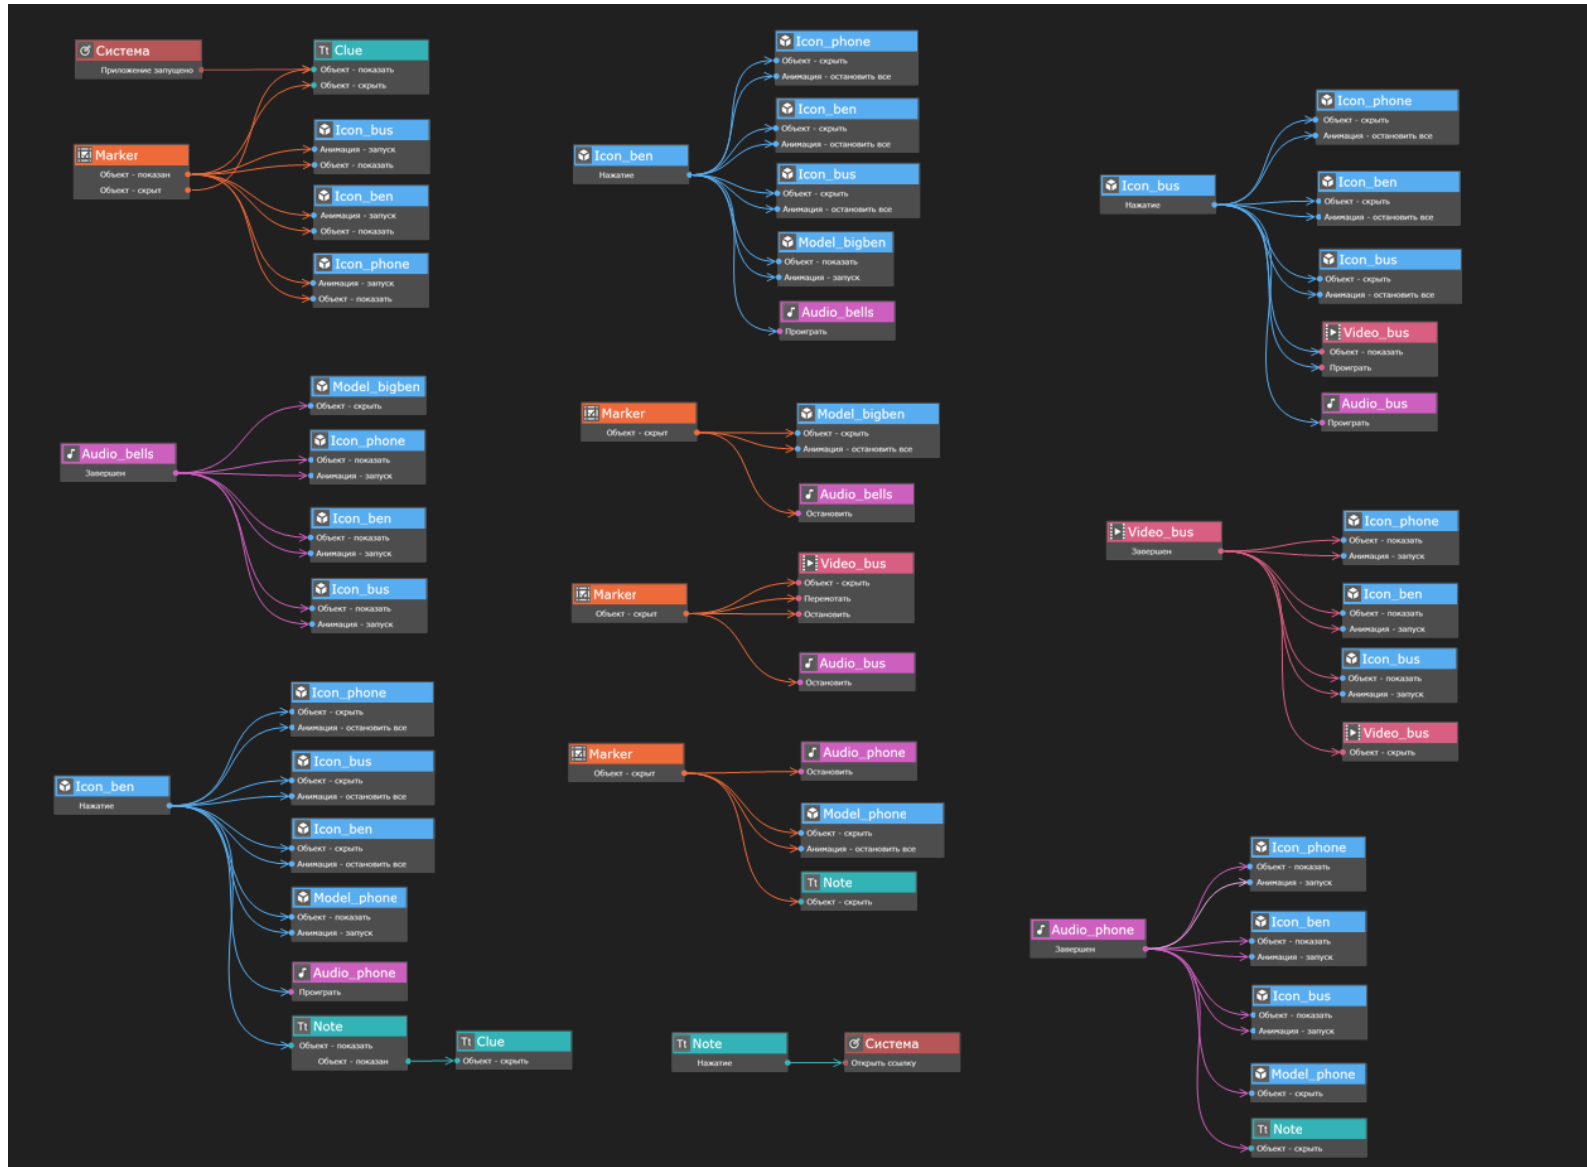 Система
Приложение запущено
Tt Clue
Объект - показать
Объект - скрыть
Marker
Объект - показан
Объект - скрыт
Icon_bus
Анимация - запуск
Объект - показать
Icon_ben
Анимация - запуск
Объект - показать
Icon_phone
Анимация - запуск
Объект - показать
Icon_ben
Нажатие
Icon_phone
Объект - скрыть
Анимация - остановить все
Icon_ben
Объект - скрыть
Анимация - остановить все
Icon_bus
Объект - скрыть
Анимация - остановить все
Model_bigben
Объект - показать
Анимация - запуск
Audio_bells
Проиграть
Icon_bus
Нажатие
Icon_phone
Объект - скрыть
Анимация - остановить все
Icon_ben
Объект - скрыть
Анимация - остановить все
Icon_bus
Объект - скрыть
Анимация - остановить все
Video_bus
Объект - показать
Проиграть
Audio_bus
Проиграть
Audio_bells
Завершен
Model_bigben
Объект - скрыть
Icon_phone
Объект - показать
Анимация - запуск
Icon_ben
Объект - показать
Анимация - запуск
Icon_bus
Объект - показать
Анимация - запуск
Marker
Объект - скрыт
Model_bigben
Объект - скрыть
Анимация - остановить все
Audio_bells
Остановить
Marker
Объект - скрыт
Video_bus
Объект - скрыть
Перемотать
Остановить
Audio_bus
Остановить
Video_bus
Завершен
Icon_phone
Объект - показать
Анимация - запуск
Icon_ben
Объект - показать
Анимация - запуск
Icon_bus
Объект - показать
Анимация - запуск
Video_bus
Объект - скрыть
Icon_ben
Нажатие
Icon_phone
Объект - скрыть
Анимация - остановить все
Icon_bus
Объект - скрыть
Анимация - остановить все
Icon_ben
Объект - скрыть
Анимация - остановить все
Model_phone
Объект - показать
Анимация - запуск
Audio_phone
Проиграть
Tt Note
Объект - показать
Объект - показан
Tt Clue
Объект - скрыть
Marker
Объект - скрыт
Audio_phone
Остановить
Model_phone
Объект - скрыть
Анимация - остановить все
Tt Note
Объект - скрыть
Tt Note
Нажатие
Система
Открыть ссылку
Audio_phone
Завершен
Icon_phone
Объект - показать
Анимация - запуск
Icon_ben
Объект - показать
Анимация - запуск
Icon_bus
Объект - показать
Анимация - запуск
Model_phone
Объект - скрыть
Tt Note
Объект - скрыть